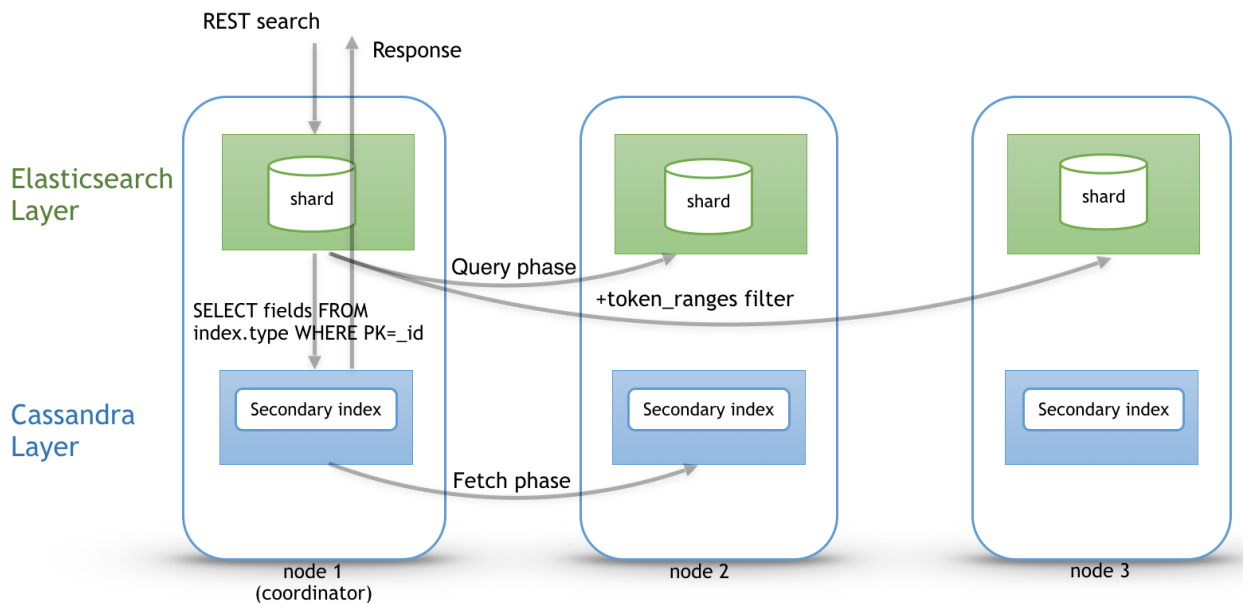 REST search
Response
Elasticsearch
Layer
shard
shard
shard
Query phase
+token_ranges filter
SELECT fields FROM
index.type WHERE PK=_id
Cassandra
Layer
Secondary index
Secondary index
Secondary index
Fetch phase
node 1
(coordinator)
node 2
node 3